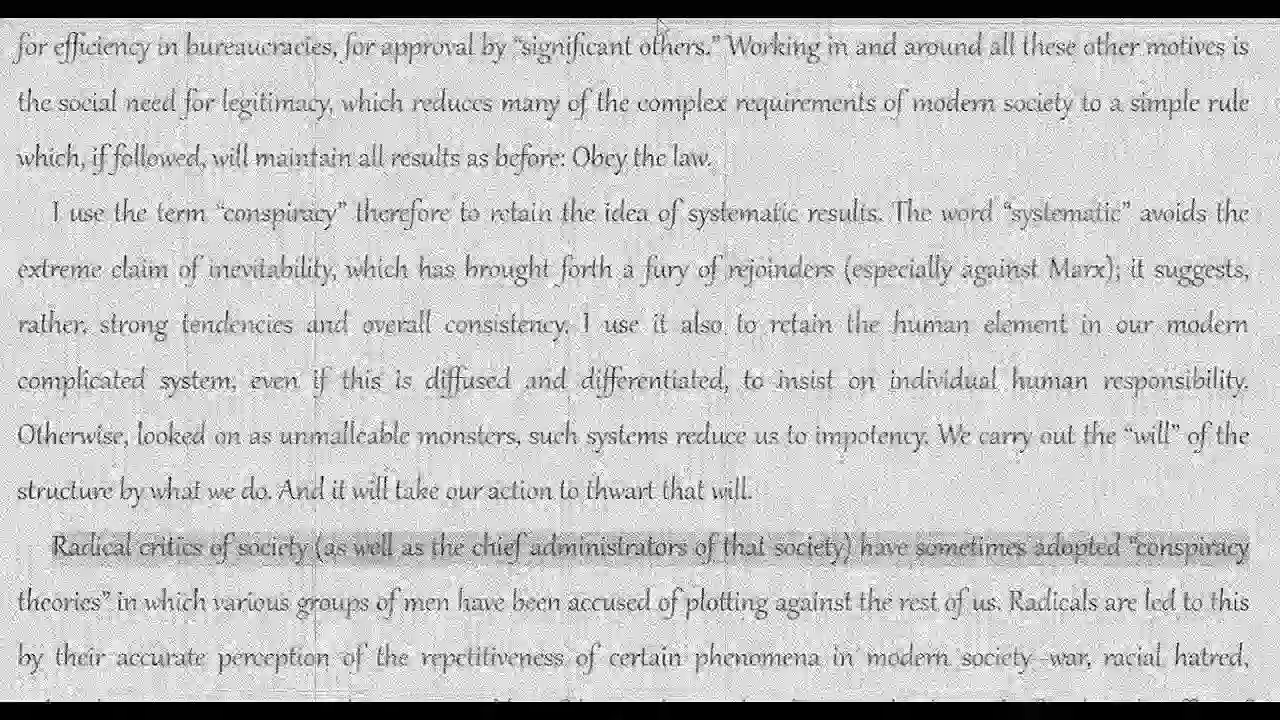 for efficiency in bureaucracies, for approval by “significant others.” Working in and around all these other motives is
the social need for legitimacy, which reduces many of the complex requirements of modern society to a simple rule
which, if followed, will maintain all results as before: Obey the law.
I use the term “conspiracy” therefore to retain the idea of systematic results. The word “systematic” avoids the
extreme claim of inevitability, which has brought forth a fury of rejoinders (especially against Marx); it suggests,
rather, strong tendencies and overall consistency. I use it also to retain the human element in our modern
complicated system, even if this is diffused and differentiated, to insist on individual human responsibility.
Otherwise, looked on as unmalleable monsters, such systems reduce us to impotency. We carry out the “will” of the
structure by what we do. And it will take our action to thwart that will.
Radical critics of society (as well as the chief administrators of that society) have sometimes adopted “conspiracy
theories” in which various groups of men have been accused of plotting against the rest of us. Radicals are led to this
by their accurate perception of the repetitiveness of certain phenomena in modern society—war, racial hatred,